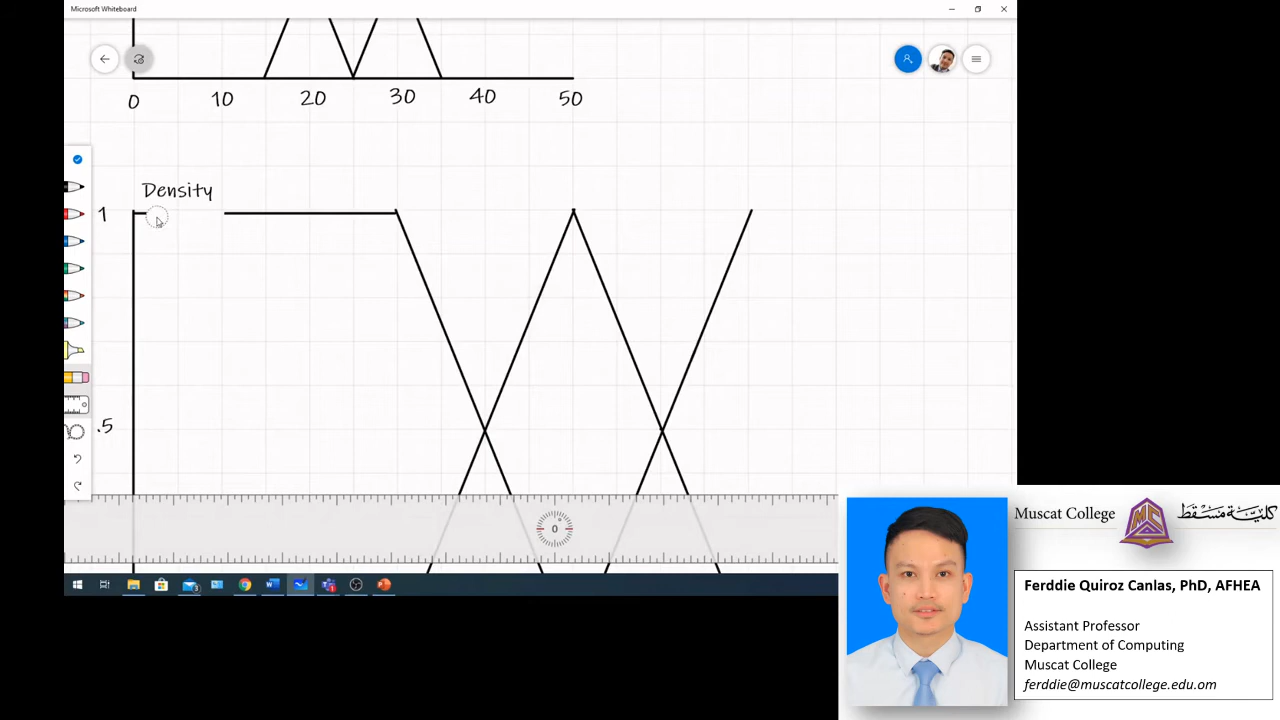 Microsoft Whiteboard
0 10 20 30 40 50
Density
1
.5
0°
Muscat College
كلية مسقط
MC
Ferddie Quiroz Canlas, PhD, AFHEA
Assistant Professor
Department of Computing
Muscat College
ferddie@muscatcollege.edu.om